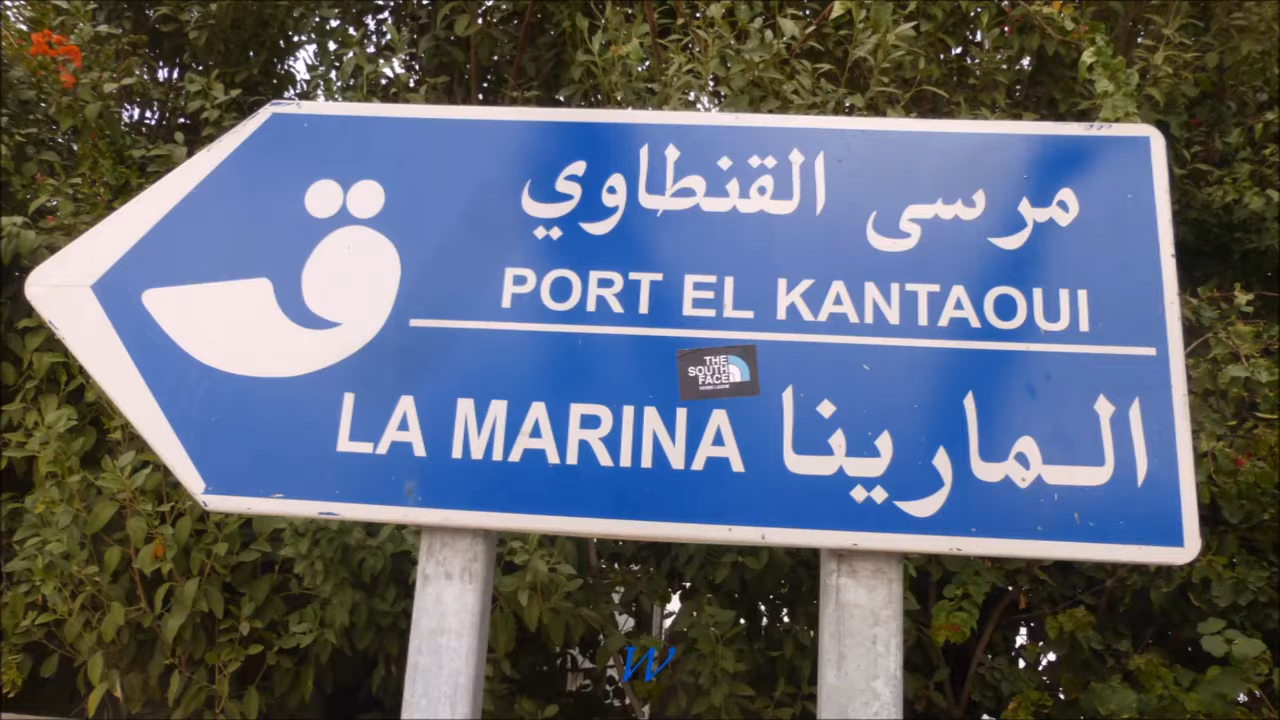 ق
مرسى القنطاوي
PORT EL KANTAOUI
THE
SOUTH
FACE
LA MARINA المارينا
W